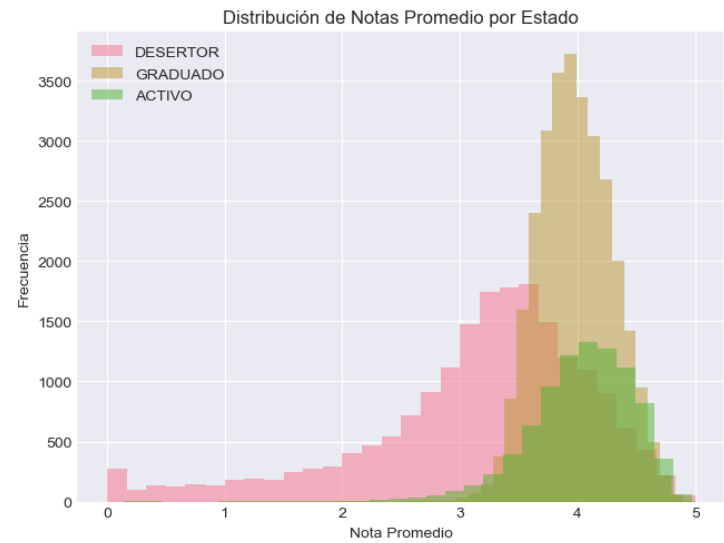 Distribución de Notas Promedio por Estado
DESERTOR
GRADUADO
ACTIVO
3500
3000
2500
2000
1500
1000
500
0
Frecuencia
0 1 2 3 4 5
Nota Promedio